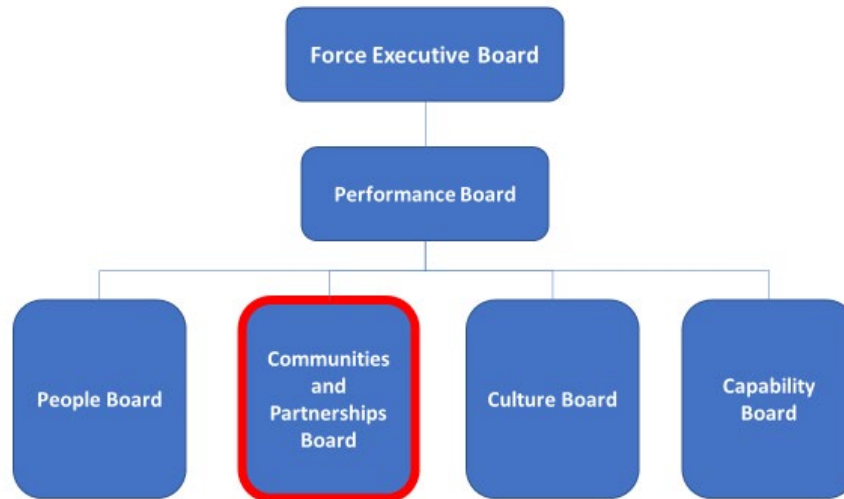 Force Executive Board
Performance Board
People Board
Communities
and
Partnerships
Board
Culture Board
Capability
Board